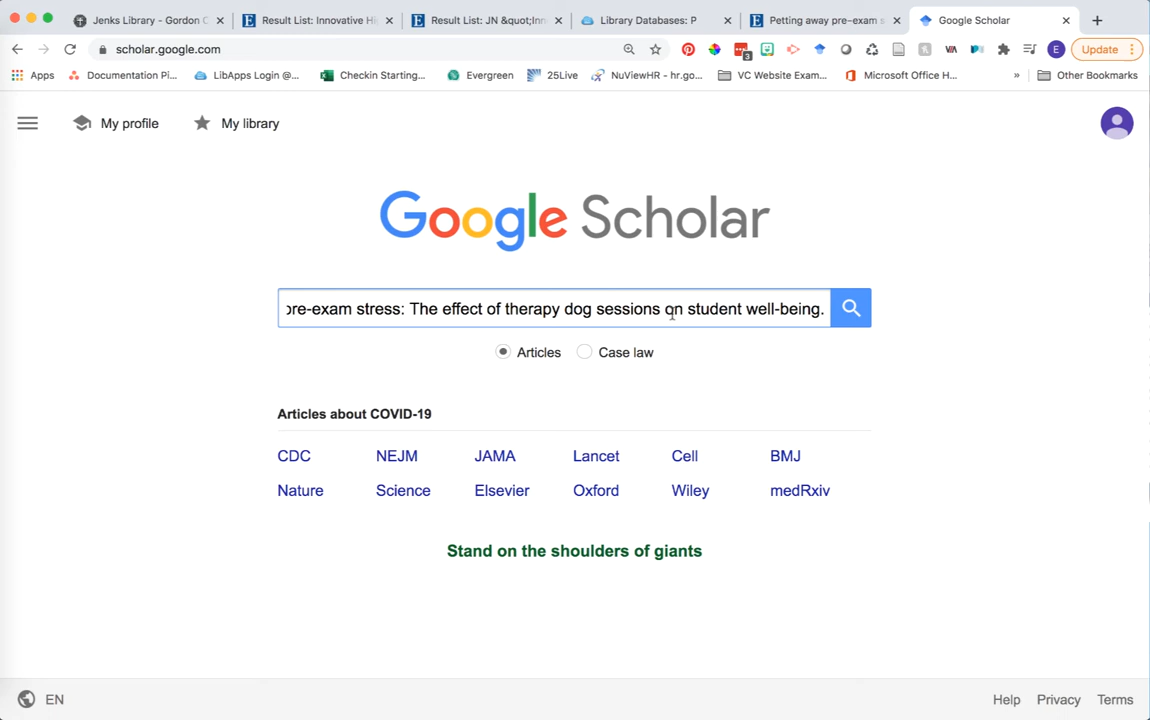 Jenks Library - Gordon C
Result List: Innovative He
Result List: JN &quot;Inn
Library Databases: P
Petting away pre-exam s
Google Scholar
scholar.google.com
3
E
Update
Apps
Documentation Pi...
LibApps Login @...
Checkin Starting...
Evergreen
25Live
NuViewHR - hr.go...
VC Website Exam...
Microsoft Office H...
»
Other Bookmarks
My profile
My library
Google Scholar
pre-exam stress: The effect of therapy dog sessions on student well-being.
Articles
Case law
Articles about COVID-19
CDC NEJM JAMA Lancet Cell BMJ
Nature Science Elsevier Oxford Wiley medRxiv
Stand on the shoulders of giants
EN
Help Privacy Terms